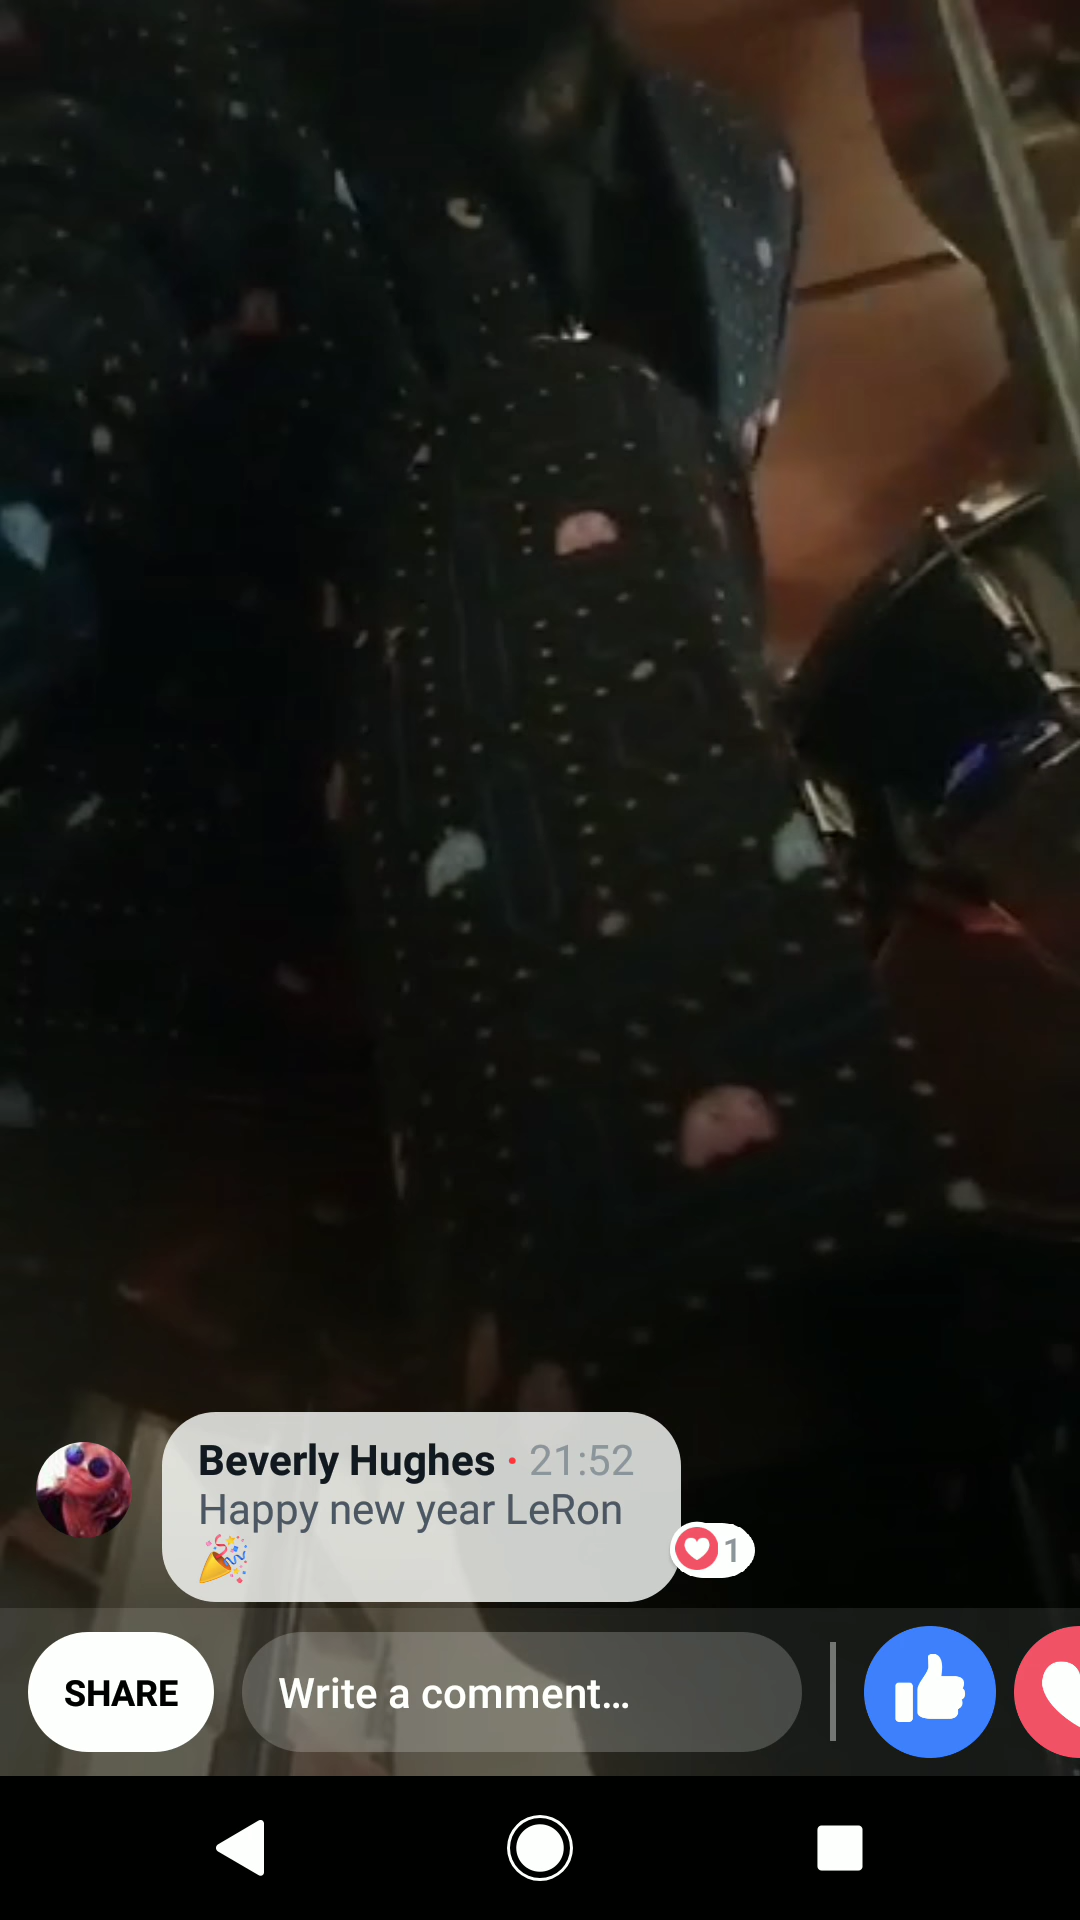 Beverly Hughes • 21:52
Happy new year LeRon
🎉
1
SHARE
Write a comment...